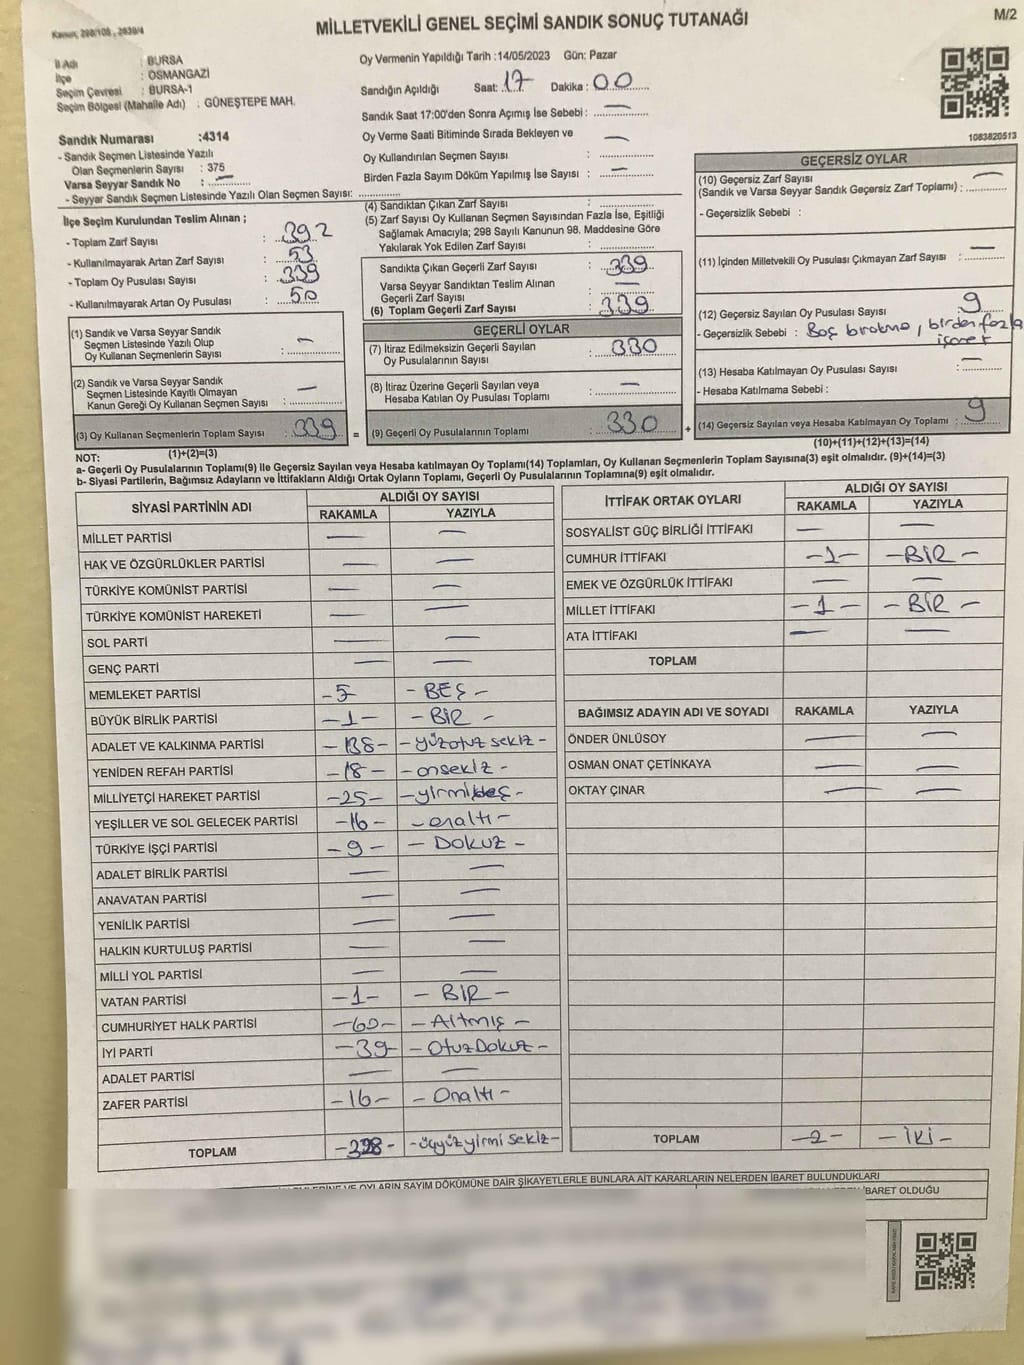 Kanun, 298/105, 2839/4
MİLLETVEKİLİ GENEL SEÇİMİ SANDIK SONUÇ TUTANAĞI
M/2
İl Adı : BURSA
İlçe : OSMANGAZİ
Seçim Çevresi : BURSA-1
Seçim Bölgesi (Mahalle Adı) : GÜNEŞTEPE MAH.
Sandık Numarası :4314
- Sandık Seçmen Listesinde Yazılı
Olan Seçmenlerin Sayısı : 375
Varsa Seyyar Sandık No : —
- Seyyar Sandık Seçmen Listesinde Yazılı Olan Seçmen Sayısı:
Oy Vermenin Yapıldığı Tarih :14/05/2023 Gün: Pazar
Sandığın Açıldığı Saat: 17 Dakika : 00
Sandık Saat 17:00'den Sonra Açımış İse Sebebi : —
Oy Verme Saati Bitiminde Sırada Bekleyen ve
Oy Kullandırılan Seçmen Sayısı : —
Birden Fazla Sayım Döküm Yapılmış İse Sayısı : —
1083820513
İlçe Seçim Kurulundan Teslim Alınan ;
- Toplam Zarf Sayısı : 392
- Kullanılmayarak Artan Zarf Sayısı : 53
- Toplam Oy Pusulası Sayısı : 339
- Kullanılmayarak Artan Oy Pusulası : 50
(1) Sandık ve Varsa Seyyar Sandık
Seçmen Listesinde Yazılı Olup
Oy Kullanan Seçmenlerin Sayısı : —
(2) Sandık ve Varsa Seyyar Sandık
Seçmen Listesinde Kayıtlı Olmayan
Kanun Gereği Oy Kullanan Seçmen Sayısı : —
(3) Oy Kullanan Seçmenlerin Toplam Sayısı : 339
(1)+(2)=(3)
(4) Sandıktan Çıkan Zarf Sayısı :
(5) Zarf Sayısı Oy Kullanan Seçmen Sayısından Fazla İse, Eşitliği
Sağlamak Amacıyla; 298 Sayılı Kanunun 98. Maddesine Göre
Yakılarak Yok Edilen Zarf Sayısı :
Sandıkta Çıkan Geçerli Zarf Sayısı : 339
Varsa Seyyar Sandıktan Teslim Alınan
Geçerli Zarf Sayısı : —
(6) Toplam Geçerli Zarf Sayısı : 339
GEÇERLİ OYLAR
(7) İtiraz Edilmeksizin Geçerli Sayılan
Oy Pusulalarının Sayısı : 330
(8) İtiraz Üzerine Geçerli Sayılan veya
Hesaba Katılan Oy Pusulası Toplamı : —
= (9) Geçerli Oy Pusulalarının Toplamı : 330 +
GEÇERSİZ OYLAR
(10) Geçersiz Zarf Sayısı
(Sandık ve Varsa Seyyar Sandık Geçersiz Zarf Toplamı) : —
- Geçersizlik Sebebi :
(11) İçinden Milletvekili Oy Pusulası Çıkmayan Zarf Sayısı : —
(12) Geçersiz Sayılan Oy Pusulası Sayısı : 9
- Geçersizlik Sebebi : Boş bırakma, birden fazla
işaret
(13) Hesaba Katılmayan Oy Pusulası Sayısı : —
- Hesaba Katılmama Sebebi :
(14) Geçersiz Sayılan veya Hesaba Katılmayan Oy Toplamı : 9
(10)+(11)+(12)+(13)=(14)
NOT:
a- Geçerli Oy Pusulalarının Toplamı(9) ile Geçersiz Sayılan veya Hesaba katılmayan Oy Toplamı(14) Toplamları, Oy Kullanan Seçmenlerin Toplam Sayısına(3) eşit olmalıdır. (9)+(14)=(3)
b- Siyasi Partilerin, Bağımsız Adayların ve İttifakların Aldığı Ortak Oyların Toplamı, Geçerli Oy Pusulalarının Toplamına(9) eşit olmalıdır.
SİYASİ PARTİNİN ADI ALDIĞI OY SAYISI
RAKAMLA YAZIYLA
MİLLET PARTİSİ — —
HAK VE ÖZGÜRLÜKLER PARTİSİ — —
TÜRKİYE KOMÜNİST PARTİSİ — —
TÜRKİYE KOMÜNİST HAREKETİ — —
SOL PARTİ — —
GENÇ PARTİ — —
MEMLEKET PARTİSİ -5 - BEŞ -
BÜYÜK BİRLİK PARTİSİ -1- - BİR -
ADALET VE KALKINMA PARTİSİ -138- - yüzotuz sekiz -
YENİDEN REFAH PARTİSİ -18- - onsekiz -
MİLLİYETÇİ HAREKET PARTİSİ -25- - yirmibeş -
YEŞİLLER VE SOL GELECEK PARTİSİ -16- - onaltı -
TÜRKİYE İŞÇİ PARTİSİ -9- - DOKUZ -
ADALET BİRLİK PARTİSİ — —
ANAVATAN PARTİSİ — —
YENİLİK PARTİSİ — —
HALKIN KURTULUŞ PARTİSİ — —
MİLLİ YOL PARTİSİ — —
VATAN PARTİSİ -1- - BİR -
CUMHURİYET HALK PARTİSİ -60- - Altmış -
İYİ PARTİ -39- - OtuzDokuz -
ADALET PARTİSİ — —
ZAFER PARTİSİ -16- - Onaltı -
TOPLAM -328- - üçyüz yirmi sekiz -
İTTİFAK ORTAK OYLARI ALDIĞI OY SAYISI
RAKAMLA YAZIYLA
SOSYALİST GÜÇ BİRLİĞİ İTTİFAKI — —
CUMHUR İTTİFAKI -1- -BİR -
EMEK VE ÖZGÜRLÜK İTTİFAKI — —
MİLLET İTTİFAKI -1- - BİR -
ATA İTTİFAKI — —
TOPLAM
BAĞIMSIZ ADAYIN ADI VE SOYADI RAKAMLA YAZIYLA
ÖNDER ÜNLÜSOY — —
OSMAN ONAT ÇETİNKAYA — —
OKTAY ÇINAR — —
TOPLAM -2- - İKİ -
VE OYLARIN SAYIM DÖKÜMÜNE DAİR ŞİKAYETLERLE BUNLARA AİT KARARLARIN NELERDEN İBARET BULUNDUKLARI
İBARET OLDUĞU